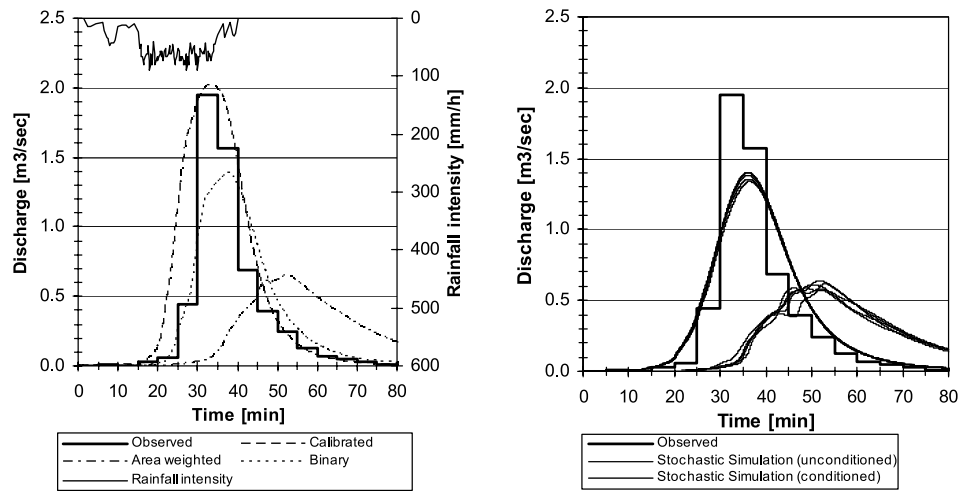 2.5
2.0
1.5
1.0
0.5
0.0
Discharge [m3/sec]
0
100
200
300
400
500
600
Rainfall intensity [mm/h]
0 10 20 30 40 50 60 70 80
Time [min]
Observed
Calibrated
Area weighted
Binary
Rainfall intensity
2.5
2.0
1.5
1.0
0.5
0.0
Discharge [m3/sec]
0 10 20 30 40 50 60 70 80
Time [min]
Observed
Stochastic Simulation (unconditioned)
Stochastic Simulation (conditioned)